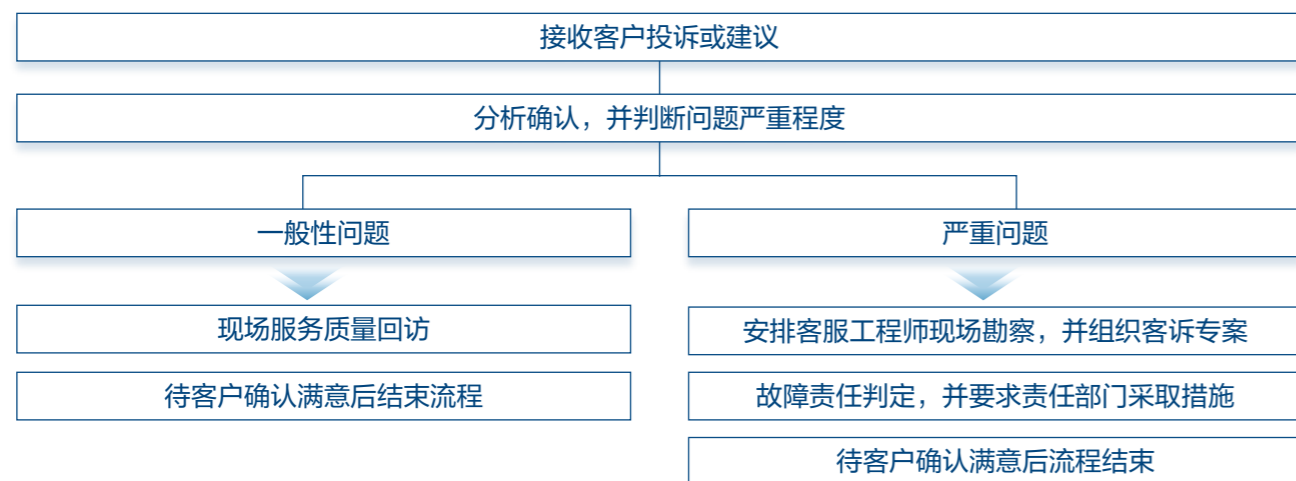 接收客户投诉或建议
分析确认，并判断问题严重程度
一般性问题
严重问题
现场服务质量回访
安排客服工程师现场勘察，并组织客诉专案
待客户确认满意后结束流程
故障责任判定，并要求责任部门采取措施
待客户确认满意后流程结束